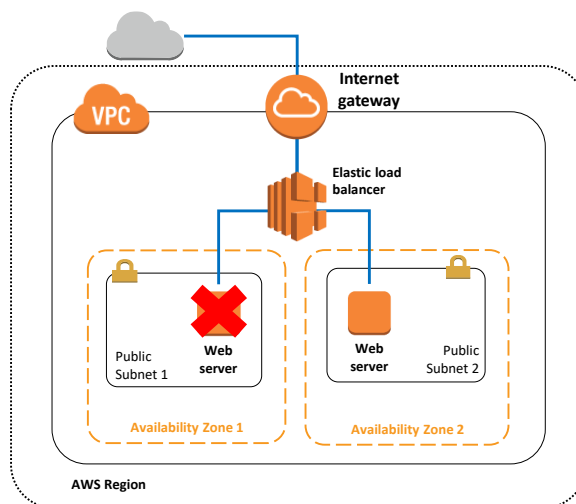 Internet
gateway
VPC
Elastic load
balancer
Web
server
Public
Subnet 1
Web
server
Public
Subnet 2
Availability Zone 1
Availability Zone 2
AWS Region